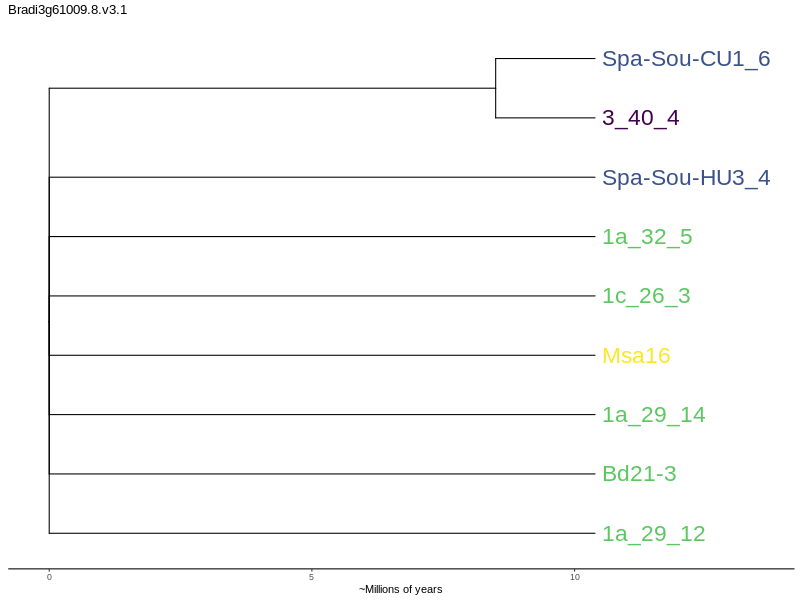 Bradi3g61009.8.v3.1
Spa-Sou-CU1_6
3_40_4
Spa-Sou-HU3_4
1a_32_5
1c_26_3
Msa16
1a_29_14
Bd21-3
1a_29_12
0 5 10
~Millions of years